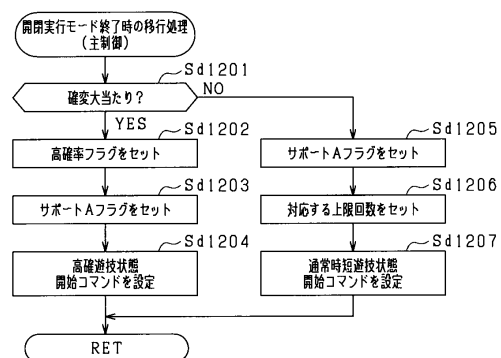 開閉実行モード終了時の移行処理
(主制御)
Sd1201
確変大当たり?
NO
YES
Sd1202
高確率フラグをセット
Sd1203
サポートAフラグをセット
Sd1204
高確遊技状態
開始コマンドを設定
Sd1205
サポートAフラグをセット
Sd1206
対応する上限回数をセット
Sd1207
通常時短遊技状態
開始コマンドを設定
RET